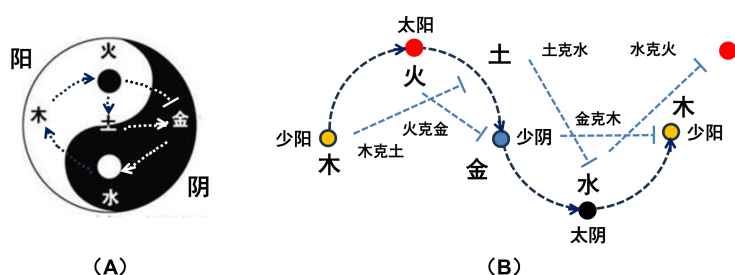 阳
火
木
土
金
水
阴
(A)
太阳
火
土
土克水
水克火
少阳
木
木克土
火克金
金
少阴
金克木
木
少阳
水
太阴
(B)